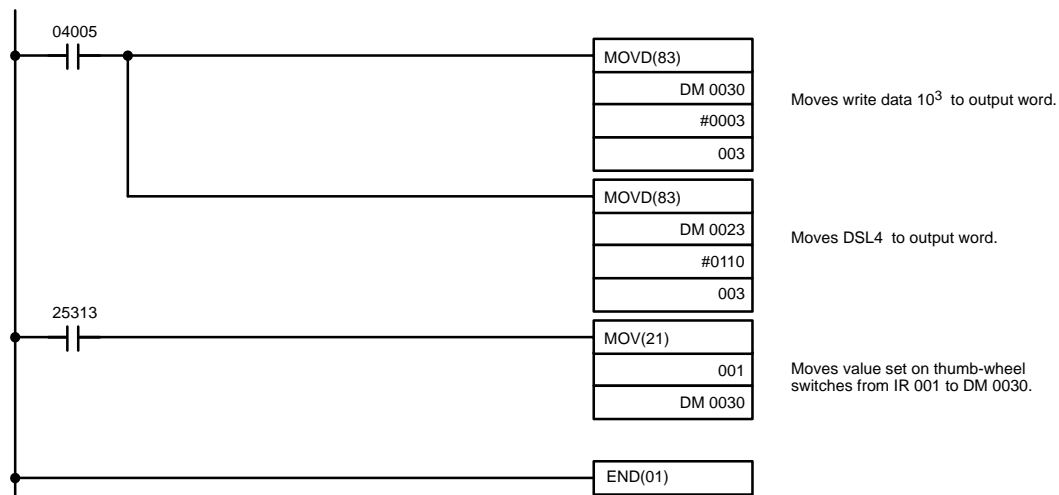 04005
MOVD(83)
DM 0030
#0003
003
Moves write data 10³ to output word.
MOVD(83)
DM 0023
#0110
003
Moves DSL4 to output word.
25313
MOV(21)
001
DM 0030
Moves value set on thumb-wheel
switches from IR 001 to DM 0030.
END(01)